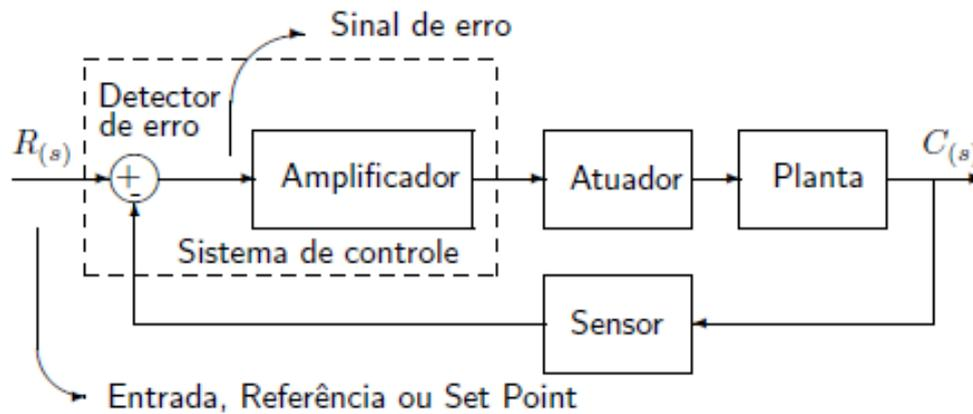 Sinal de erro
Detector
de erro
R(s)
+
-
Amplificador
Atuador
Planta
C(s)
Sistema de controle
Sensor
Entrada, Referência ou Set Point